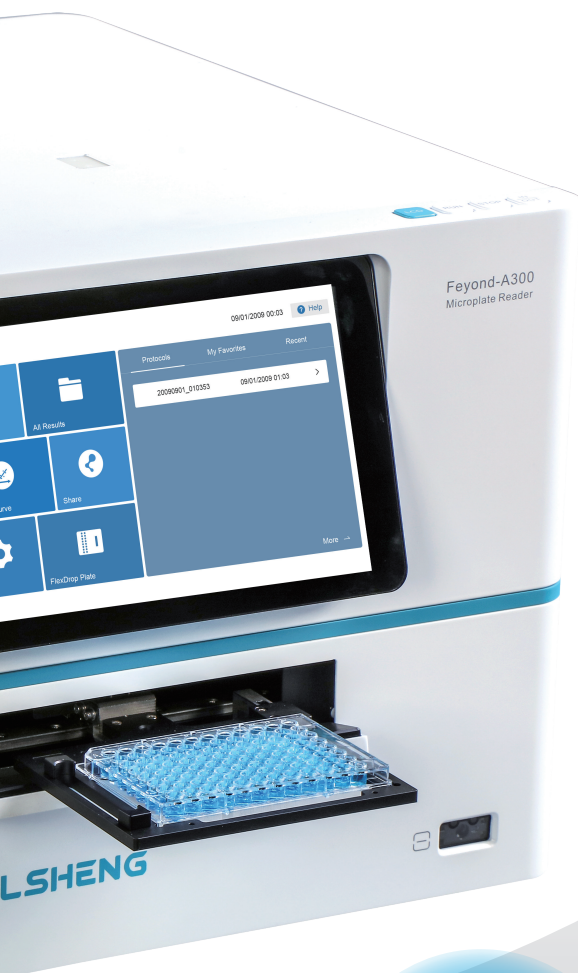 Feyond-A300
Microplate Reader
09/01/2009 00:03
Help
Protocols
My Favorites
Recent
20090901_010353
09/01/2009 01:03
All Results
Share
FlexDrop Plate
More
LSHENG